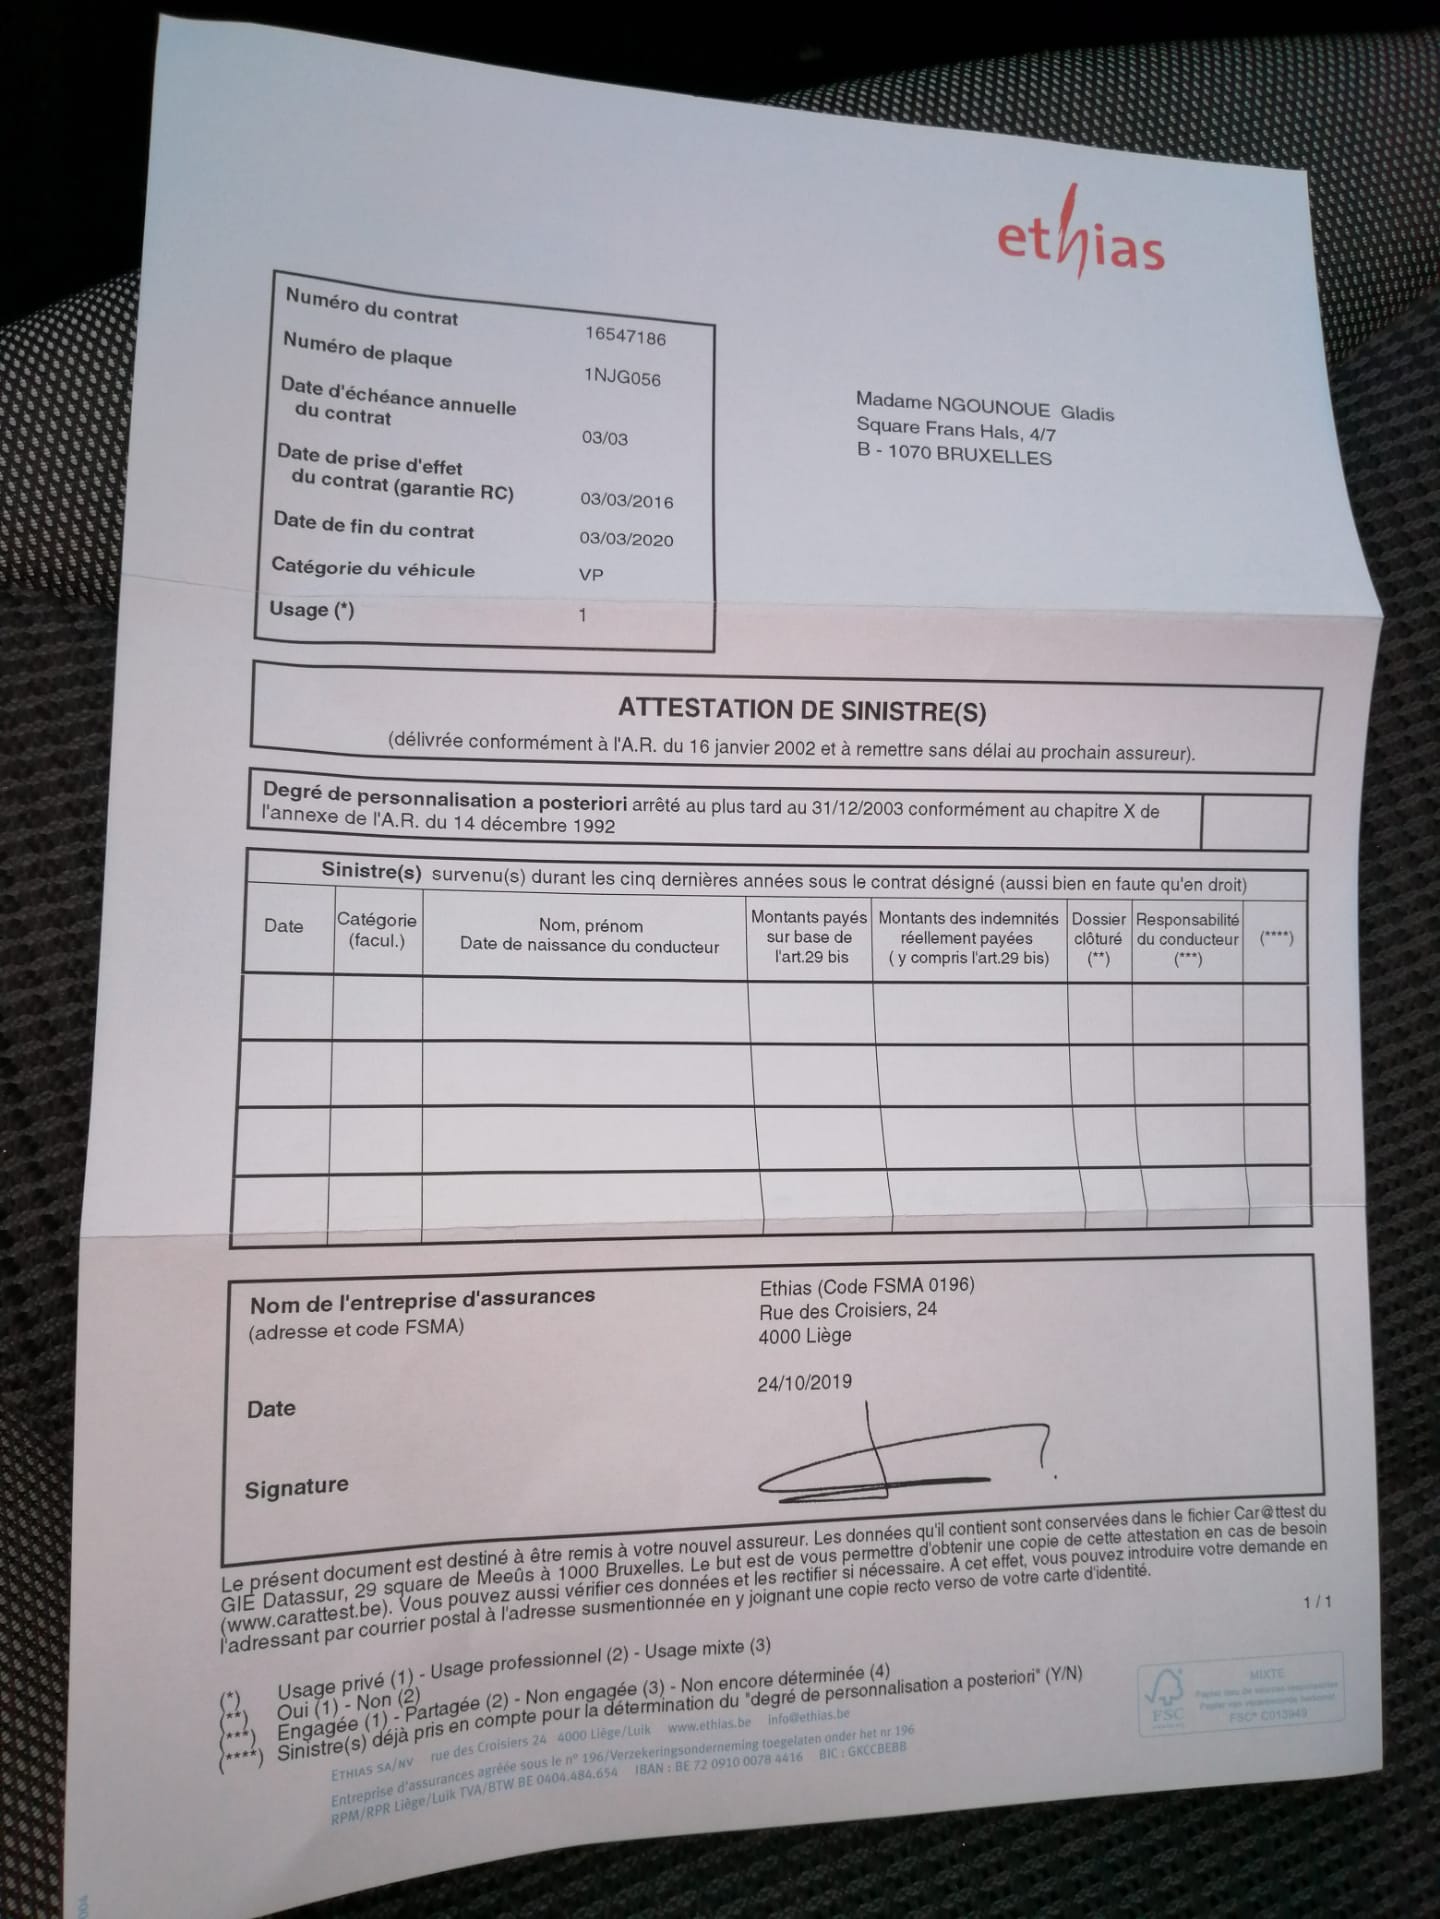 ethias
Numéro du contrat 16547186
Numéro de plaque 1NJG056
Date d'échéance annuelle
du contrat 03/03
Date de prise d'effet
du contrat (garantie RC) 03/03/2016
Date de fin du contrat 03/03/2020
Catégorie du véhicule VP
Usage (*) 1
Madame NGOUNOUE Gladis
Square Frans Hals, 4/7
B - 1070 BRUXELLES
ATTESTATION DE SINISTRE(S)
(délivrée conformément à l'A.R. du 16 janvier 2002 et à remettre sans délai au prochain assureur).
Degré de personnalisation a posteriori arrêté au plus tard au 31/12/2003 conformément au chapitre X de
l'annexe de l'A.R. du 14 décembre 1992
Sinistre(s) survenu(s) durant les cinq dernières années sous le contrat désigné (aussi bien en faute qu'en droit)
Date
Catégorie
(facul.)
Nom, prénom
Date de naissance du conducteur
Montants payés
sur base de
l'art.29 bis
Montants des indemnités
réellement payées
( y compris l'art.29 bis)
Dossier
clôturé
(**)
Responsabilité
du conducteur
(***)
(****)
Nom de l'entreprise d'assurances
(adresse et code FSMA)
Ethias (Code FSMA 0196)
Rue des Croisiers, 24
4000 Liège
Date 24/10/2019
Signature
Le présent document est destiné à être remis à votre nouvel assureur. Les données qu'il contient sont conservées dans le fichier Car@ttest du
GIE Datassur, 29 square de Meeûs à 1000 Bruxelles. Le but est de vous permettre d'obtenir une copie de cette attestation en cas de besoin
(www.carattest.be). Vous pouvez aussi vérifier ces données et les rectifier si nécessaire. A cet effet, vous pouvez introduire votre demande en
l'adressant par courrier postal à l'adresse susmentionnée en y joignant une copie recto verso de votre carte d'identité.
1 / 1
(*) Usage privé (1) - Usage professionnel (2) - Usage mixte (3)
(**) Oui (1) - Non (2)
(***) Engagée (1) - Partagée (2) - Non engagée (3) - Non encore déterminée (4)
(****) Sinistre(s) déjà pris en compte pour la détermination du "degré de personnalisation a posteriori" (Y/N)
ETHIAS SA/NV rue des Croisiers 24 4000 Liège/Luik www.ethias.be info@ethias.be
Entreprise d'assurances agréée sous le n° 196/Verzekeringsonderneming toegelaten onder het nr 196
RPM/RPR Liège/Luik TVA/BTW BE 0404.484.654 IBAN : BE 72 0910 0078 4416 BIC : GKCCBEBB
FSC
MIXTE
FSC® C013949